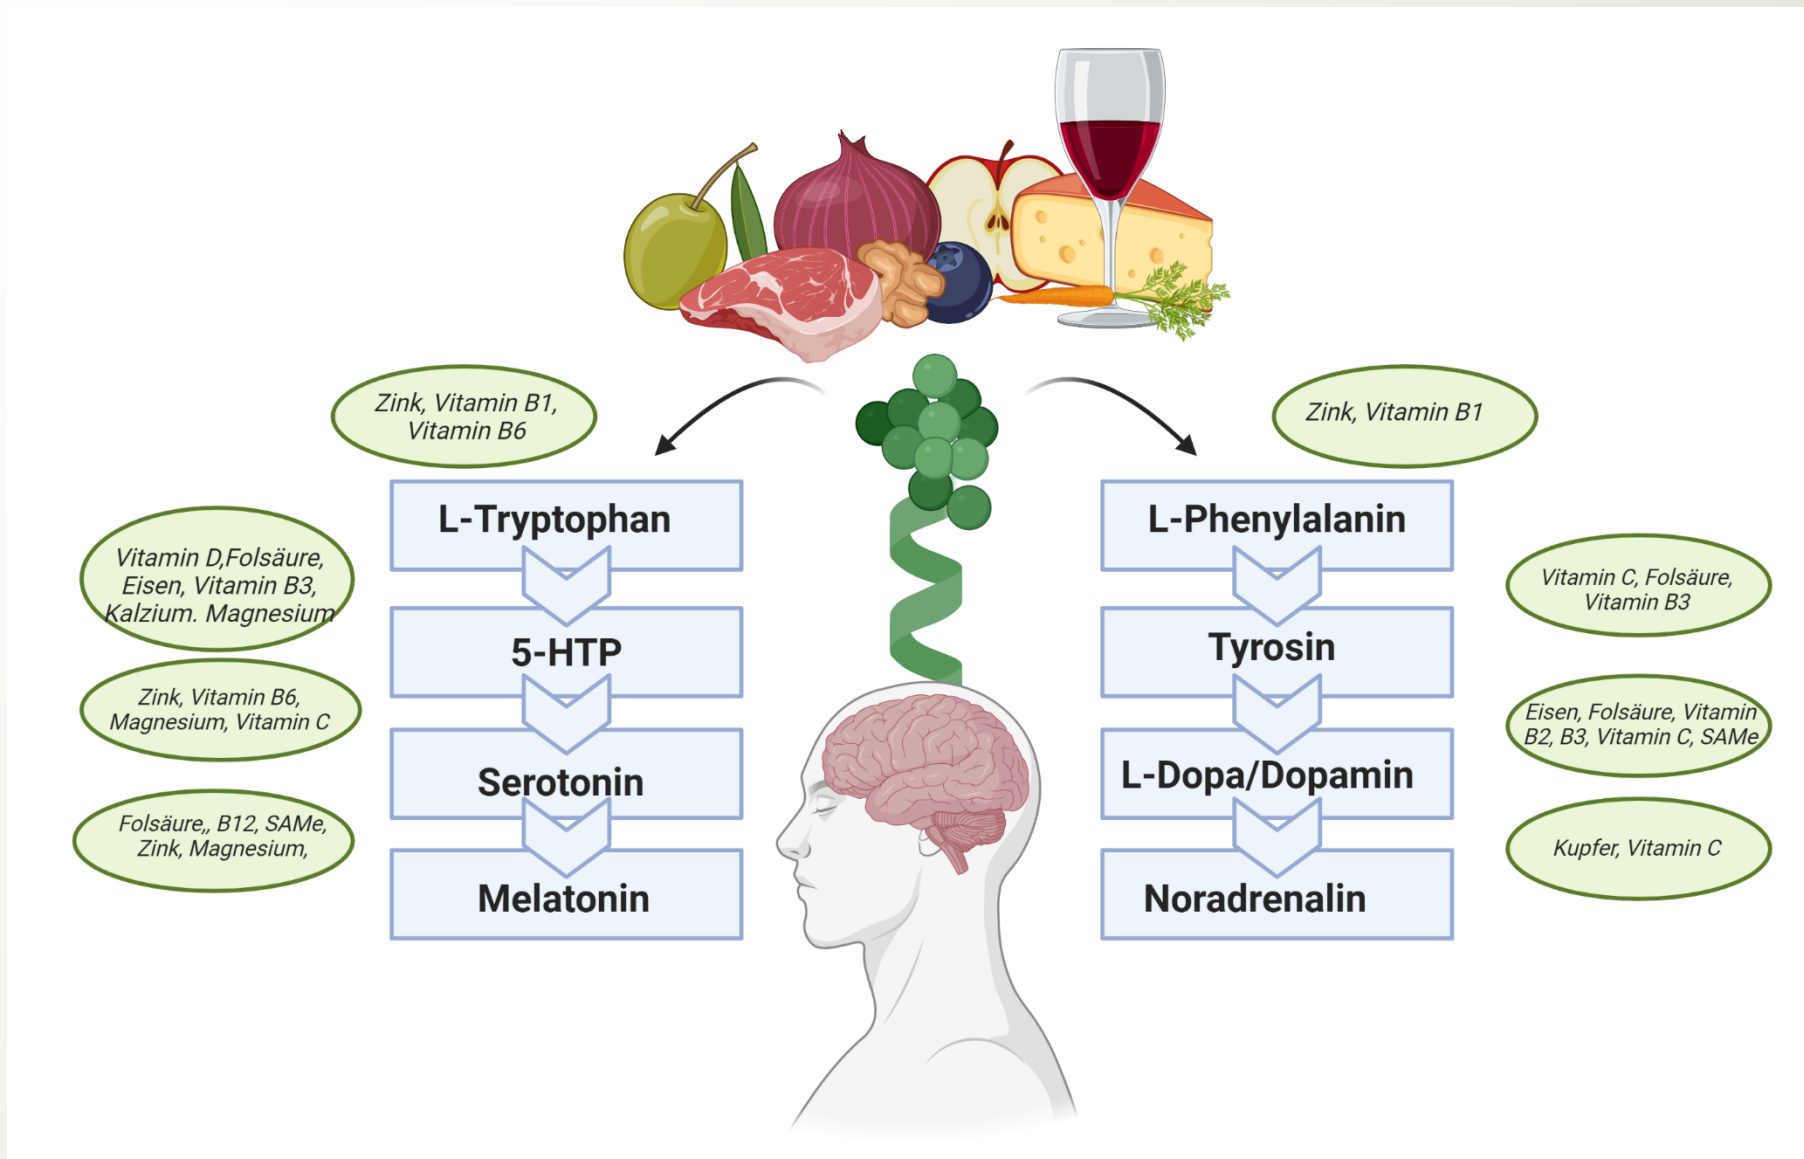 Zink, Vitamin B1,
Vitamin B6
L-Tryptophan
Vitamin D,Folsäure,
Eisen, Vitamin B3,
Kalzium. Magnesium
5-HTP
Zink, Vitamin B6,
Magnesium, Vitamin C
Serotonin
Folsäure,, B12, SAMe,
Zink, Magnesium,
Melatonin
Zink, Vitamin B1
L-Phenylalanin
Vitamin C, Folsäure,
Vitamin B3
Tyrosin
Eisen, Folsäure, Vitamin
B2, B3, Vitamin C, SAMe
L-Dopa/Dopamin
Kupfer, Vitamin C
Noradrenalin